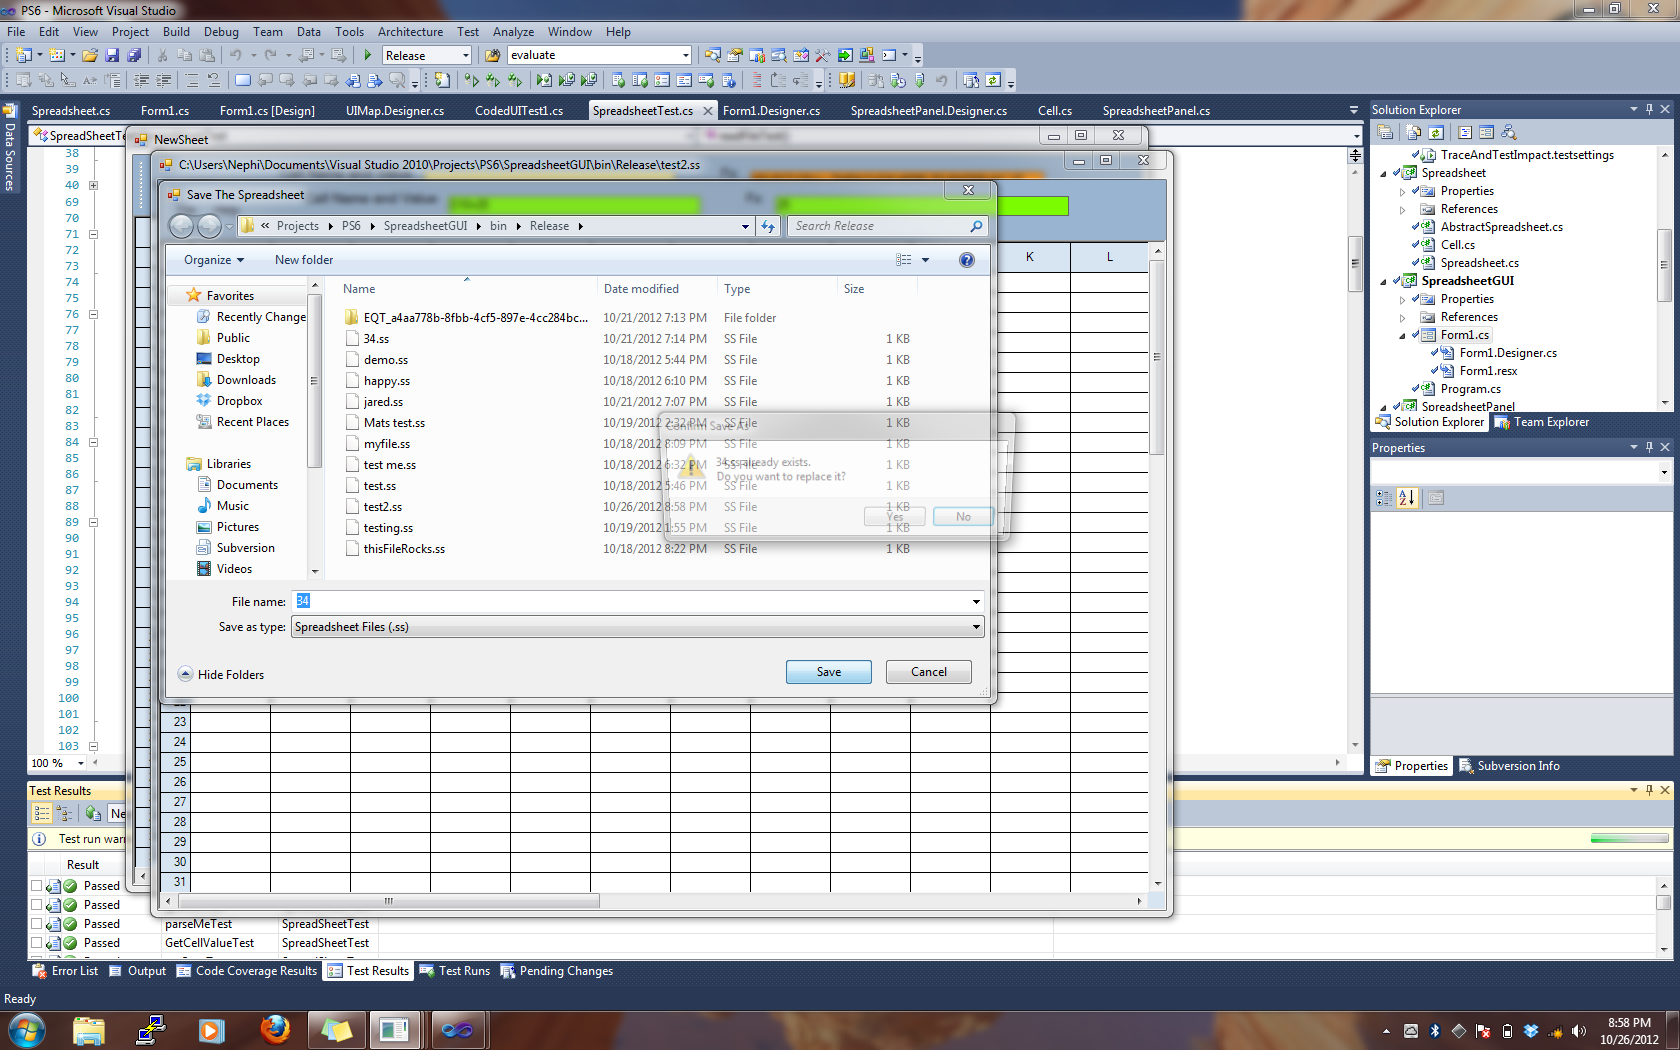 PS6 - Microsoft Visual Studio
File Edit View Project Build Debug Team Data Tools Architecture Test Analyze Window Help
Release evaluate
Spreadsheet.cs Form1.cs Form1.cs [Design] UIMap.Designer.cs CodedUITest1.cs SpreadsheetTest.cs Form1.Designer.cs SpreadsheetPanel.Designer.cs Cell.cs SpreadsheetPanel.cs
Data Sources
SpreadSheetTe
NewSheet
C:\Users\Nephi\Documents\Visual Studio 2010\Projects\PS6\SpreadsheetGUI\bin\Release\test2.ss
Save The Spreadsheet
« Projects PS6 SpreadsheetGUI bin Release
Search Release
Organize New folder
Name Date modified Type Size
EQT_a4aa778b-8fbb-4cf5-897e-4cc284bc... 10/21/2012 7:13 PM File folder
34.ss 10/21/2012 7:14 PM SS File 1 KB
demo.ss 10/18/2012 5:44 PM SS File 1 KB
happy.ss 10/18/2012 6:10 PM SS File 1 KB
jared.ss 10/21/2012 7:07 PM SS File 1 KB
Mats test.ss 10/19/2012 2:32 PM SS File 1 KB
myfile.ss 10/18/2012 8:09 PM SS File 1 KB
test me.ss 10/18/2012 6:32 PM SS File 1 KB
test.ss 10/18/2012 5:46 PM SS File 1 KB
test2.ss 10/26/2012 8:58 PM SS File 1 KB
testing.ss 10/19/2012 1:55 PM SS File 1 KB
thisFileRocks.ss 10/18/2012 8:22 PM SS File 1 KB
Favorites
Recently Change
Public
Desktop
Downloads
Dropbox
Recent Places
Libraries
Documents
Music
Pictures
Subversion
Videos
Confirm Save As
34.ss already exists.
Do you want to replace it?
Yes No
File name: 34
Save as type: Spreadsheet Files (.ss)
Hide Folders
Save Cancel
K L
23
24
25
26
27
28
29
30
31
38
39
40
69
70
71
72
73
74
75
76
77
78
79
80
81
82
83
84
85
86
87
88
89
90
91
92
93
94
95
96
97
98
99
100
101
102
103
100 %
Solution Explorer
TraceAndTestImpact.testsettings
Spreadsheet
Properties
References
AbstractSpreadsheet.cs
Cell.cs
Spreadsheet.cs
SpreadsheetGUI
Properties
References
Form1.cs
Form1.Designer.cs
Form1.resx
Program.cs
SpreadsheetPanel
Solution Explorer Team Explorer
Properties
Properties Subversion Info
Test Results
Ne
Test run warn
Result
Passed
Passed
Passed parseMeTest SpreadSheetTest
Passed GetCellValueTest SpreadSheetTest
Error List Output Code Coverage Results Test Results Test Runs Pending Changes
Ready
8:58 PM
10/26/2012